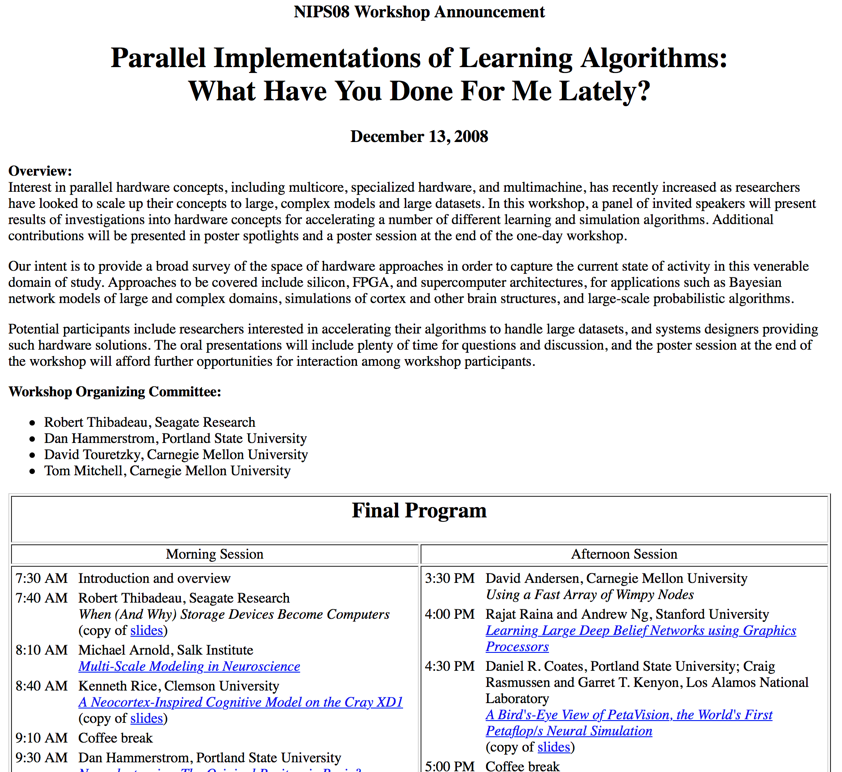 NIPS08 Workshop Announcement
Parallel Implementations of Learning Algorithms:
What Have You Done For Me Lately?
December 13, 2008
Overview:
Interest in parallel hardware concepts, including multicore, specialized hardware, and multimachine, has recently increased as researchers
have looked to scale up their concepts to large, complex models and large datasets. In this workshop, a panel of invited speakers will present
results of investigations into hardware concepts for accelerating a number of different learning and simulation algorithms. Additional
contributions will be presented in poster spotlights and a poster session at the end of the one-day workshop.
Our intent is to provide a broad survey of the space of hardware approaches in order to capture the current state of activity in this venerable
domain of study. Approaches to be covered include silicon, FPGA, and supercomputer architectures, for applications such as Bayesian
network models of large and complex domains, simulations of cortex and other brain structures, and large-scale probabilistic algorithms.
Potential participants include researchers interested in accelerating their algorithms to handle large datasets, and systems designers providing
such hardware solutions. The oral presentations will include plenty of time for questions and discussion, and the poster session at the end of
the workshop will afford further opportunities for interaction among workshop participants.
Workshop Organizing Committee:
• Robert Thibadeau, Seagate Research
• Dan Hammerstrom, Portland State University
• David Touretzky, Carnegie Mellon University
• Tom Mitchell, Carnegie Mellon University
Final Program
Morning Session
7:30 AM Introduction and overview
7:40 AM Robert Thibadeau, Seagate Research
When (And Why) Storage Devices Become Computers
(copy of slides)
8:10 AM Michael Arnold, Salk Institute
Multi-Scale Modeling in Neuroscience
8:40 AM Kenneth Rice, Clemson University
A Neocortex-Inspired Cognitive Model on the Cray XD1
(copy of slides)
9:10 AM Coffee break
9:30 AM Dan Hammerstrom, Portland State University
Afternoon Session
3:30 PM David Andersen, Carnegie Mellon University
Using a Fast Array of Wimpy Nodes
4:00 PM Rajat Raina and Andrew Ng, Stanford University
Learning Large Deep Belief Networks using Graphics
Processors
4:30 PM Daniel R. Coates, Portland State University; Craig
Rasmussen and Garret T. Kenyon, Los Alamos National
Laboratory
A Bird's-Eye View of PetaVision, the World's First
Petaflop/s Neural Simulation
(copy of slides)
5:00 PM Coffee break